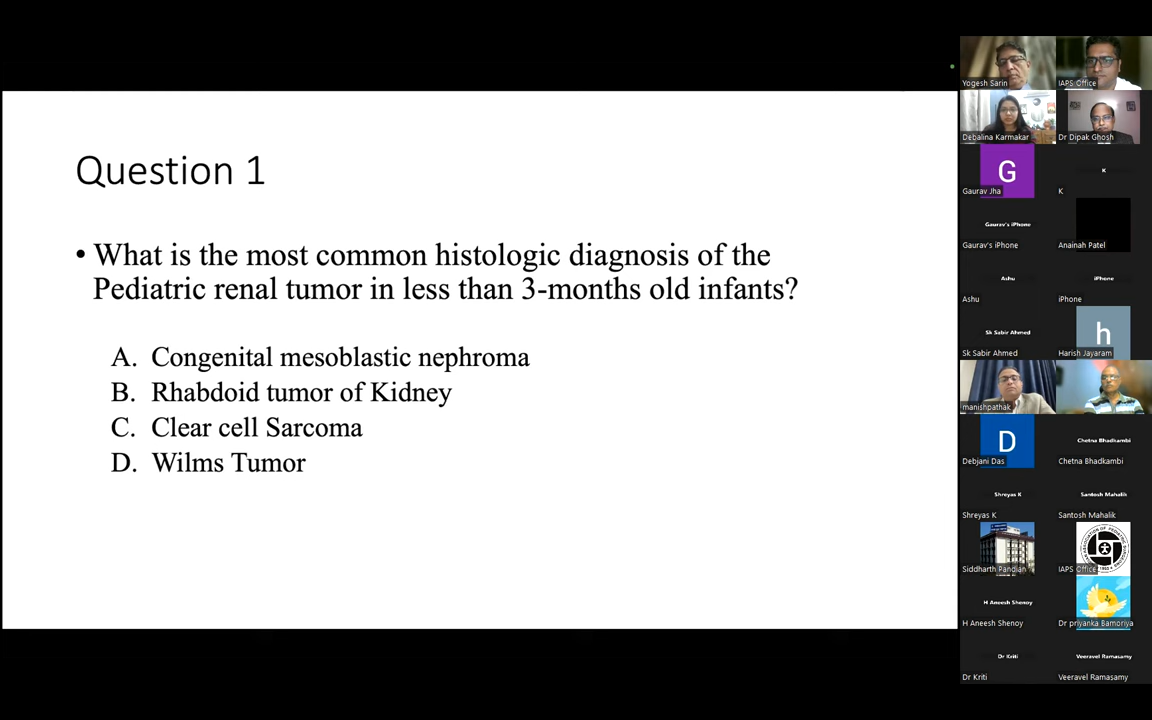 Question 1
• What is the most common histologic diagnosis of the
Pediatric renal tumor in less than 3-months old infants?
A. Congenital mesoblastic nephroma
B. Rhabdoid tumor of Kidney
C. Clear cell Sarcoma
D. Wilms Tumor
Yogesh Sarin
IAPS Office
Debalina Karmakar
Dr Dipak Ghosh
G
K
Gaurav Jha
K
Gaurav's iPhone
Gaurav's iPhone
Anainah Patel
Ashu
iPhone
Ashu
iPhone
Sk Sabir Ahmed
h
Sk Sabir Ahmed
Harish Jayaram
manishpathak
D
Chetna Bhadkambi
Debjani Das
Chetna Bhadkambi
Shreyas K
Santosh Mahalik
Shreyas K
Santosh Mahalik
Siddharth Pandian
IAPS Office
H Aneesh Shenoy
H Aneesh Shenoy
Dr priyanka Bamoriya
Dr Kriti
Veeravel Ramasamy
Dr Kriti
Veeravel Ramasamy